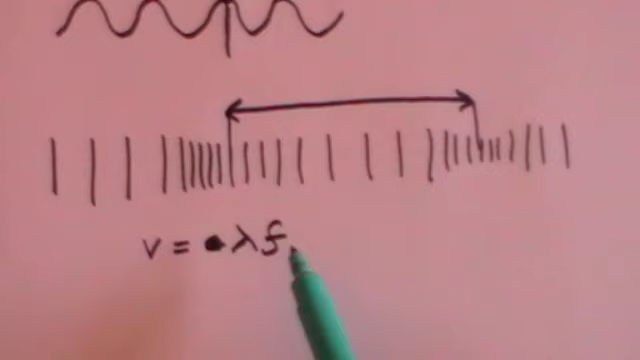 v = λf